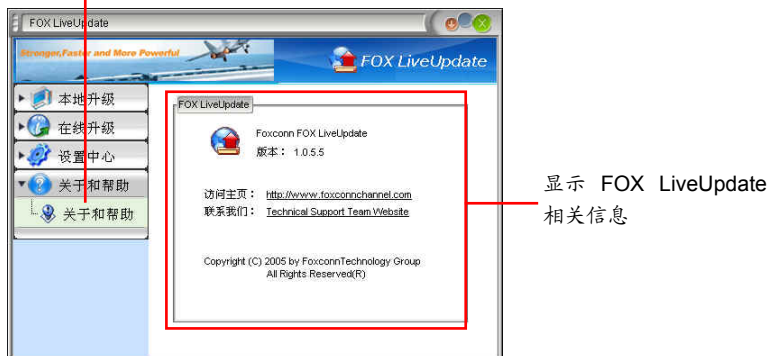 FOX LiveUpdate
Stronger,Faster and More Powerful
FOX LiveUpdate
本地升级
在线升级
设置中心
关于和帮助
关于和帮助
FOX LiveUpdate
Foxconn FOX LiveUpdate
版本： 1.0.5.5
访问主页： http://www.foxconnchannel.com
联系我们： Technical Support Team Website
Copyright (C) 2005 by FoxconnTechnology Group
All Rights Reserved(R)
显示 FOX LiveUpdate
相关信息